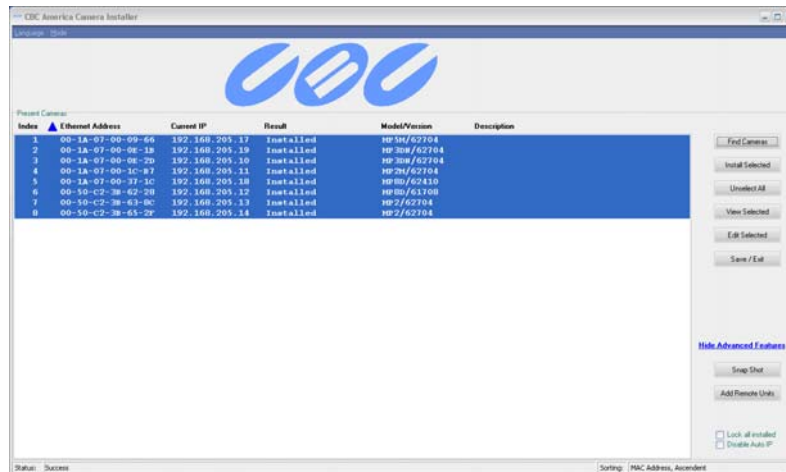 CBC America Camera Installer
Language Mode
CBC
Present Cameras
Index Ethernet Address Current IP Result Model/Version Description
1 00-1A-07-00-09-66 192.168.205.17 Installed MP5M/62704
2 00-1A-07-00-0E-1B 192.168.205.19 Installed MP3DN/62704
3 00-1A-07-00-0E-2D 192.168.205.10 Installed MP3DN/62704
4 00-1A-07-00-1C-B7 192.168.205.11 Installed MP2M/62704
5 00-1A-07-00-37-1C 192.168.205.18 Installed MP8D/62410
6 00-50-C2-3B-62-28 192.168.205.12 Installed MP8D/61708
7 00-50-C2-3B-63-8C 192.168.205.13 Installed MP2/62704
8 00-50-C2-3B-65-2F 192.168.205.14 Installed MP2/62704
Find Cameras
Install Selected
Unselect All
View Selected
Edit Selected
Save / Exit
Hide Advanced Features
Snap Shot
Add Remote Units
Lock all installed
Disable Auto IP
Status: Success
Sorting: MAC Address, Ascendent